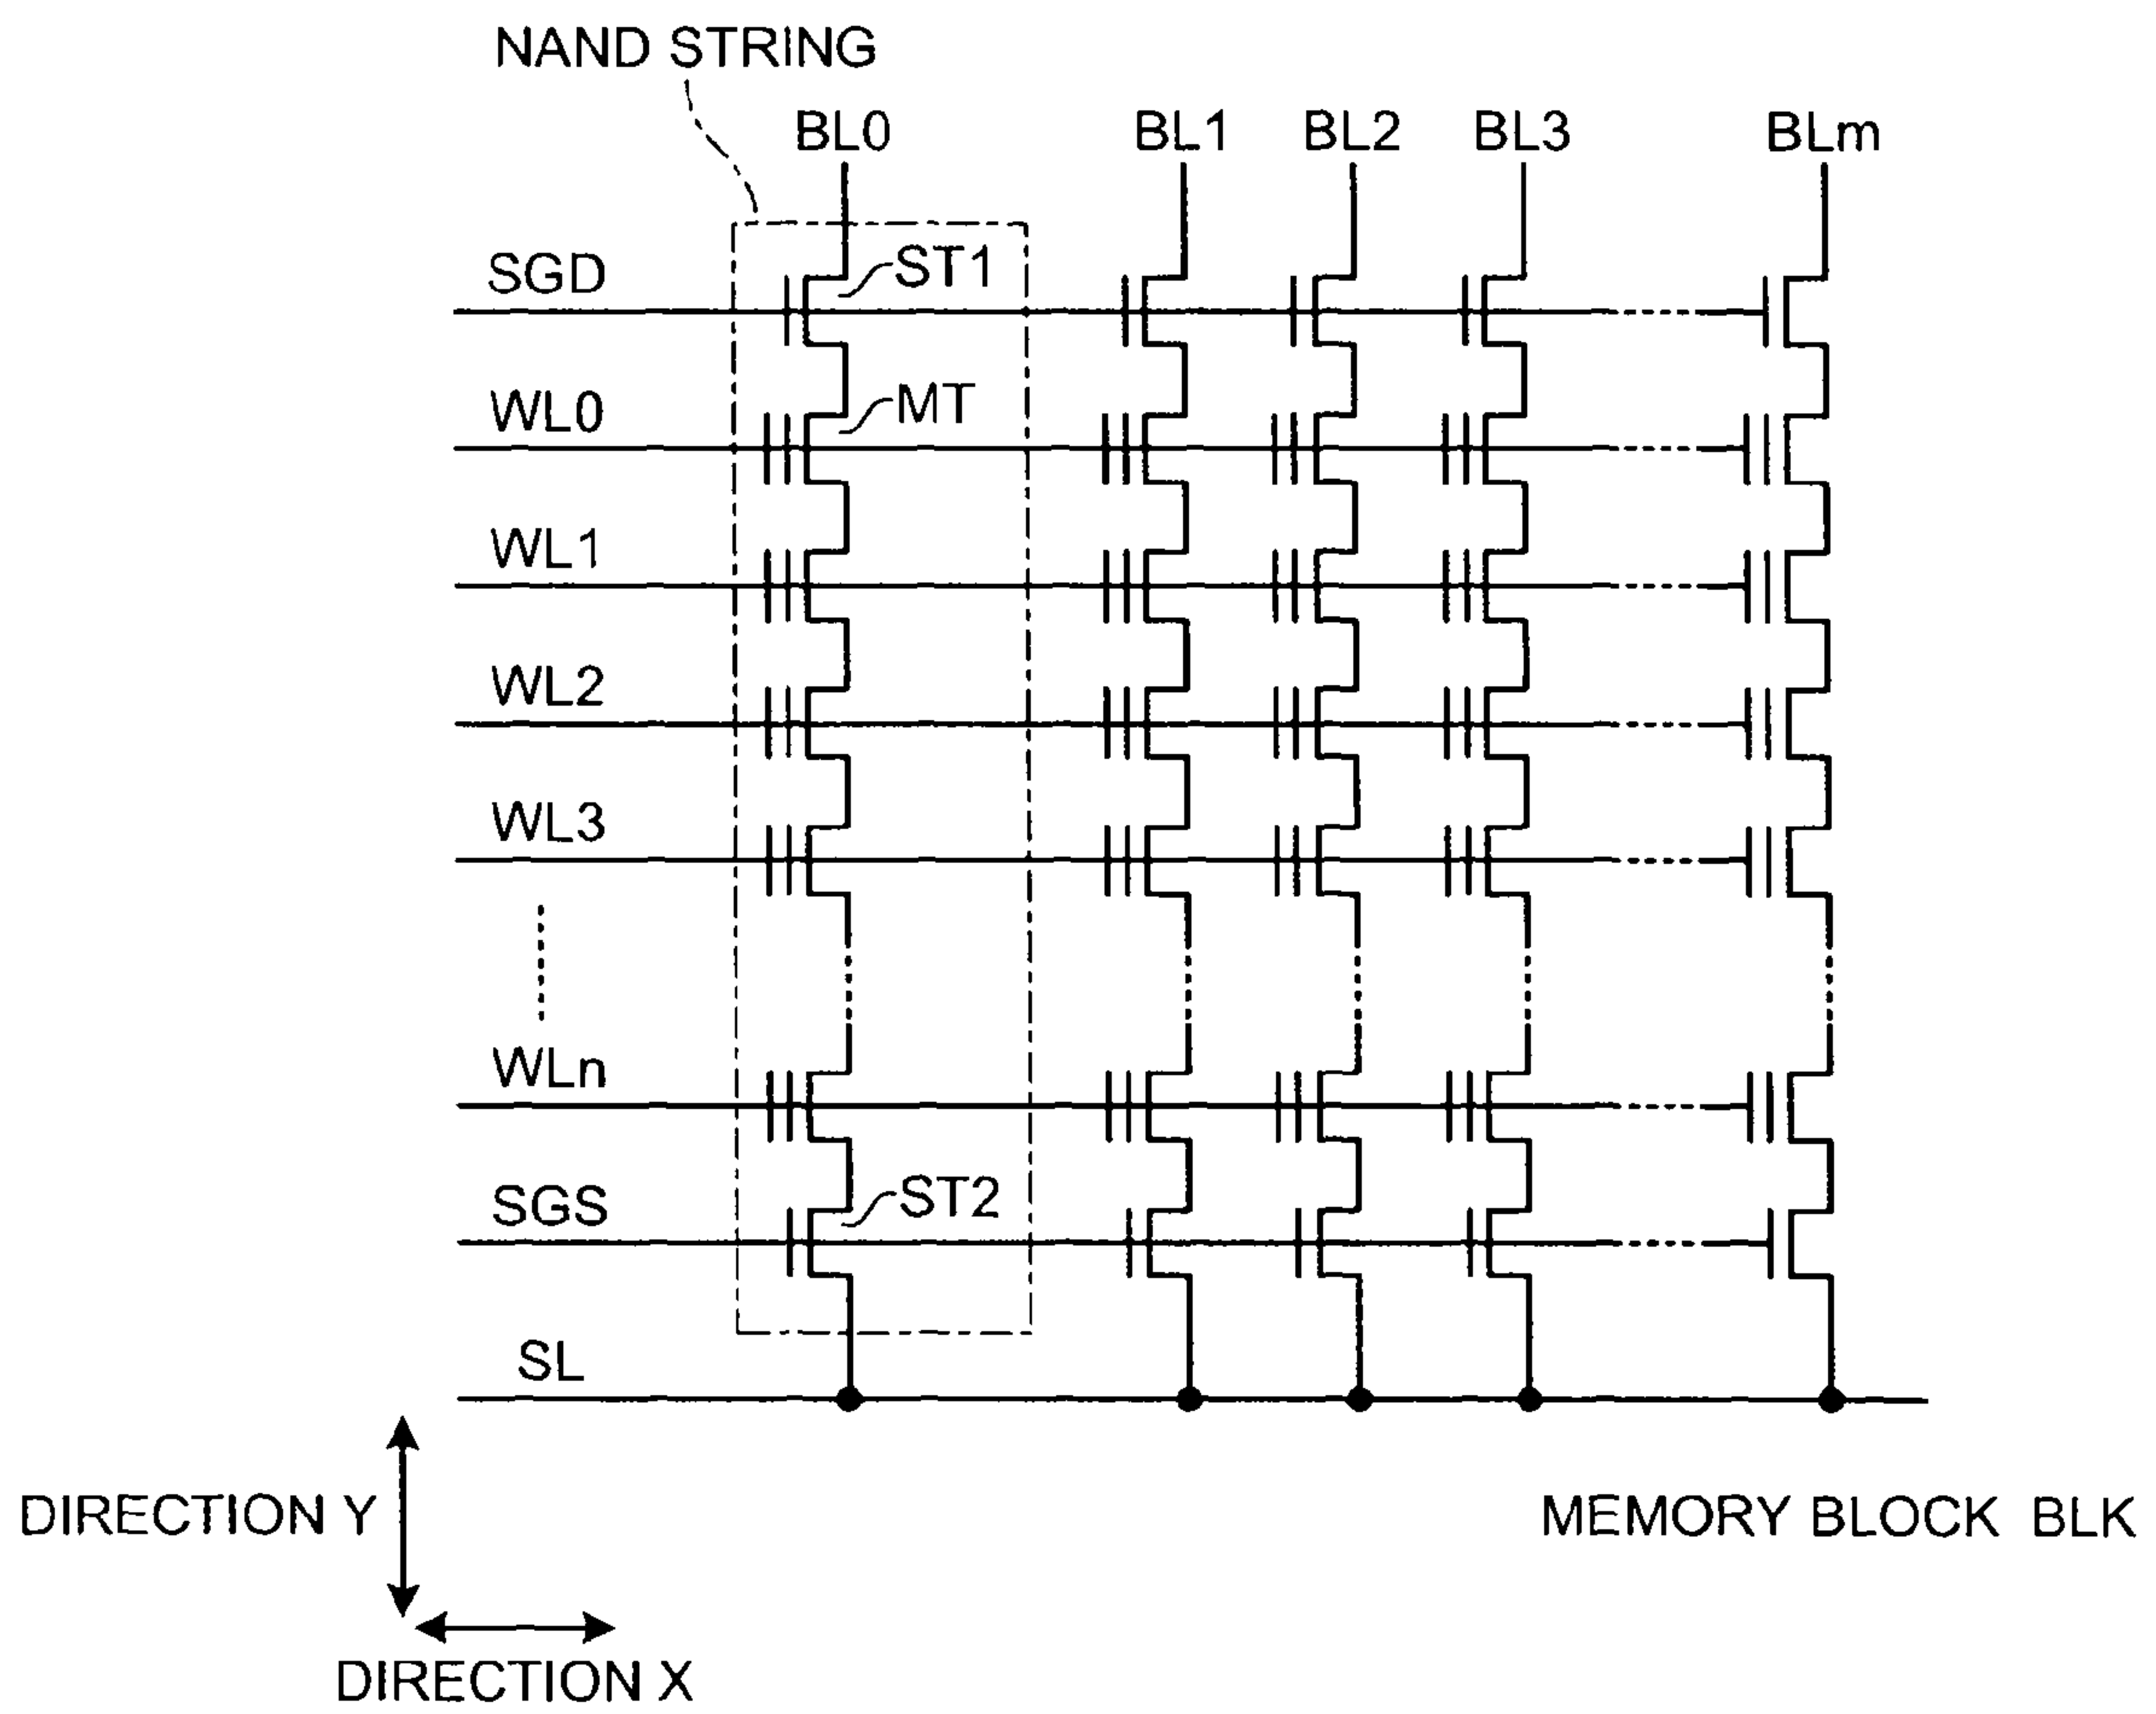 NAND STRING
BL0 BL1 BL2 BL3 BLm
SGD ST1
WL0 MT
WL1
WL2
WL3
WLn
SGS ST2
SL
DIRECTION Y
MEMORY BLOCK BLK
DIRECTION X